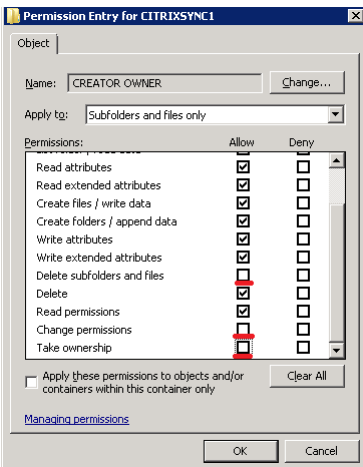 Permission Entry for CITRIXSYNC1
Object
Name: CREATOR OWNER Change...
Apply to: Subfolders and files only
Permissions: Allow Deny
Read attributes
Read extended attributes
Create files / write data
Create folders / append data
Write attributes
Write extended attributes
Delete subfolders and files
Delete
Read permissions
Change permissions
Take ownership
Apply these permissions to objects and/or
containers within this container only
Clear All
Managing permissions
OK Cancel